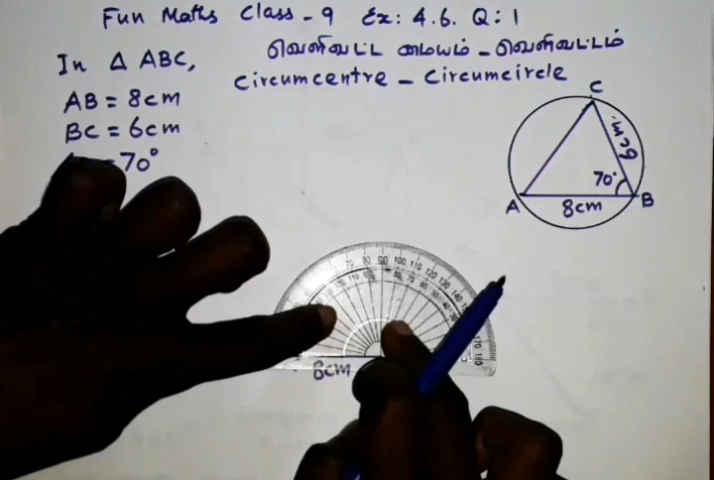 Fun Maths Class - 9 Ex: 4.6. Q: 1
வெளிவட்ட மையம் - வெளிவட்டம்
Circumcentre - Circumcircle
In Δ ABC,
AB = 8cm
BC = 6cm
= 70°
C
6cm.
70°
A
8cm
B
8cm